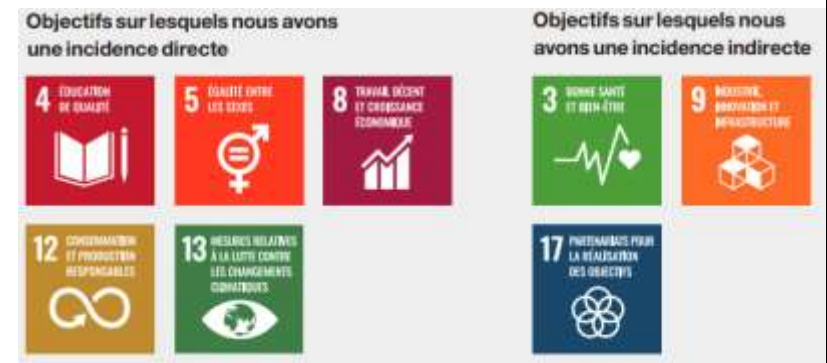 Objectifs sur lesquels nous avons
une incidence directe
4 ÉDUCATION
DE QUALITÉ
5 ÉGALITÉ ENTRE
LES SEXES
8 TRAVAIL DÉCENT
ET CROISSANCE
ÉCONOMIQUE
12 CONSOMMATION
ET PRODUCTION
RESPONSABLES
13 MESURES RELATIVES
À LA LUTTE CONTRE
LES CHANGEMENTS
CLIMATIQUES
Objectifs sur lesquels nous
avons une incidence indirecte
3 BONNE SANTÉ
ET BIEN-ÊTRE
9 INDUSTRIE,
INNOVATION ET
INFRASTRUCTURE
17 PARTENARIATS POUR
LA RÉALISATION
DES OBJECTIFS